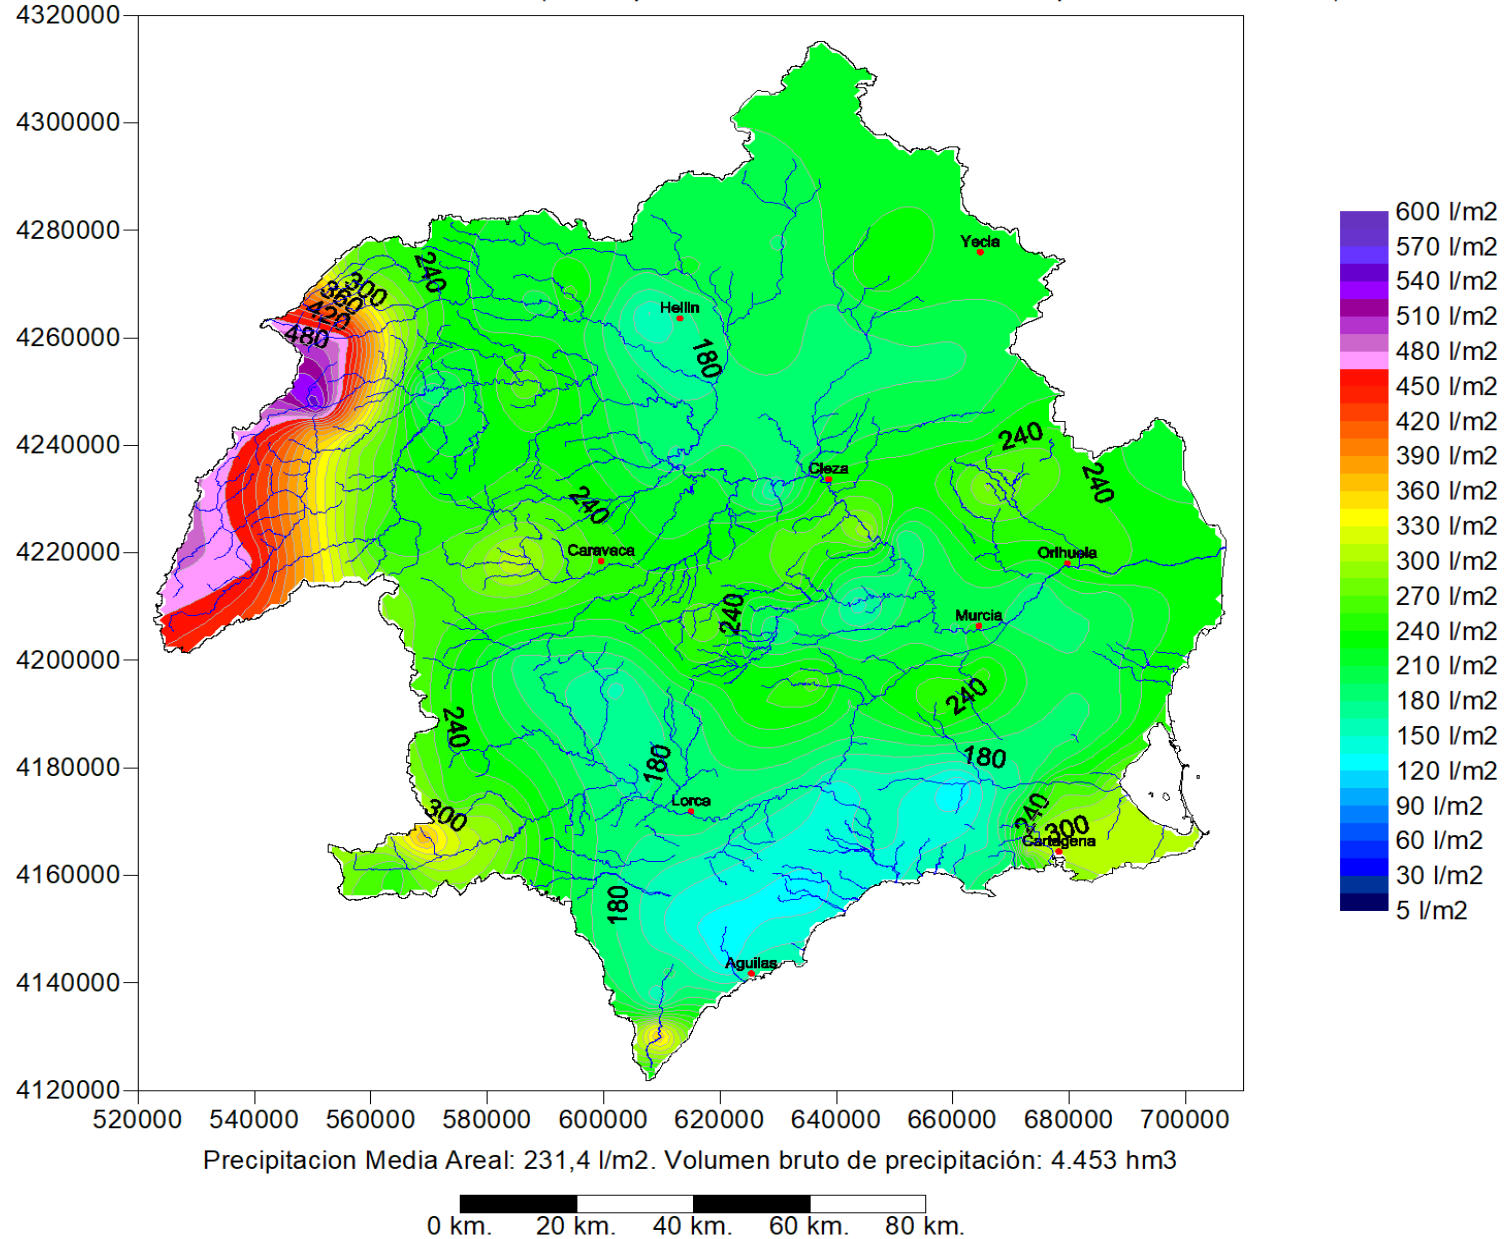 4320000
4300000
4280000
4260000
4240000
4220000
4200000
4180000
4160000
4140000
4120000
520000 540000 560000 580000 600000 620000 640000 660000 680000 700000
Yecla
240
300
360
420
480
Hellin
180
240
240
Cieza
240
Caravaca
Orihuela
240
Murcia
240
240
180
180
Lorca
300
240
300
Cartagena
180
Aguilas
600 l/m2
570 l/m2
540 l/m2
510 l/m2
480 l/m2
450 l/m2
420 l/m2
390 l/m2
360 l/m2
330 l/m2
300 l/m2
270 l/m2
240 l/m2
210 l/m2
180 l/m2
150 l/m2
120 l/m2
90 l/m2
60 l/m2
30 l/m2
5 l/m2
Precipitacion Media Areal: 231,4 l/m2. Volumen bruto de precipitación: 4.453 hm3
0 km. 20 km. 40 km. 60 km. 80 km.